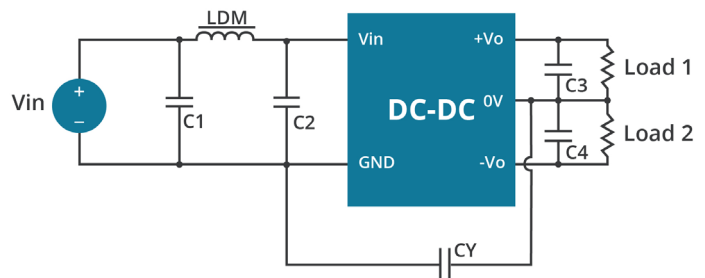 LDM
Vin
+
−
C1
C2
Vin
GND
DC-DC
+Vo
0V
-Vo
C3
C4
Load 1
Load 2
CY